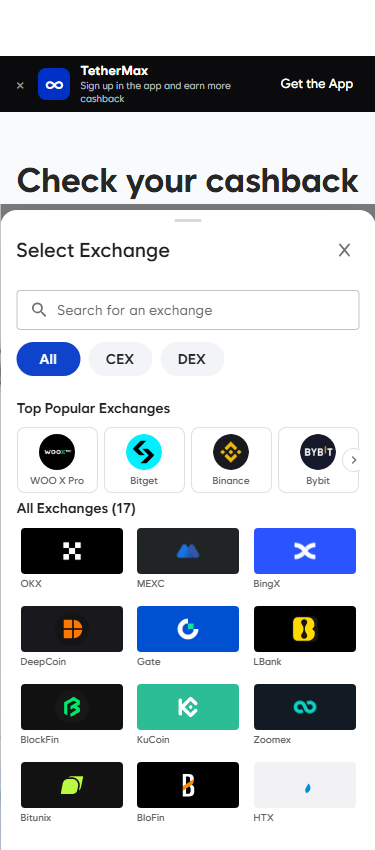 TetherMax
Sign up in the app and earn more
cashback
Get the App
Check your cashback
Select Exchange
Search for an exchange
All
CEX
DEX
Top Popular Exchanges
WOO X Pro
Bitget
Binance
BYBIT
Bybit
All Exchanges (17)
OKX
MEXC
BingX
DeepCoin
Gate
LBank
BlockFin
KuCoin
Zoomex
Bitunix
BloFin
HTX